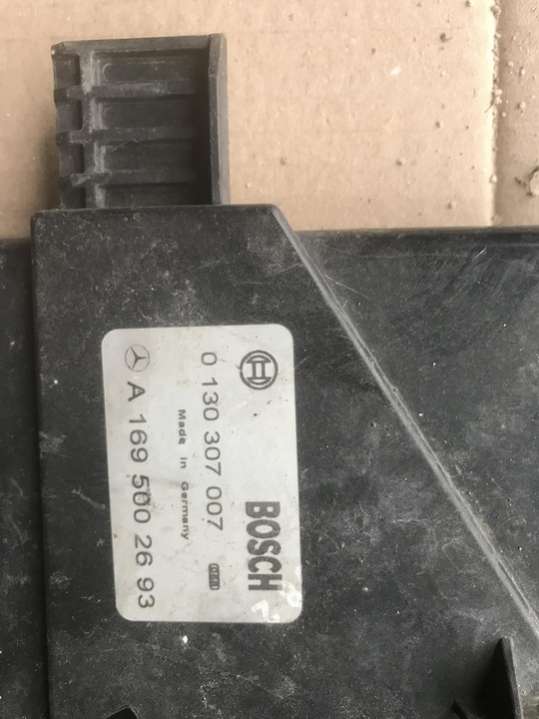 BOSCH
0 130 307 007
Made in Germany
A 169 500 26 93